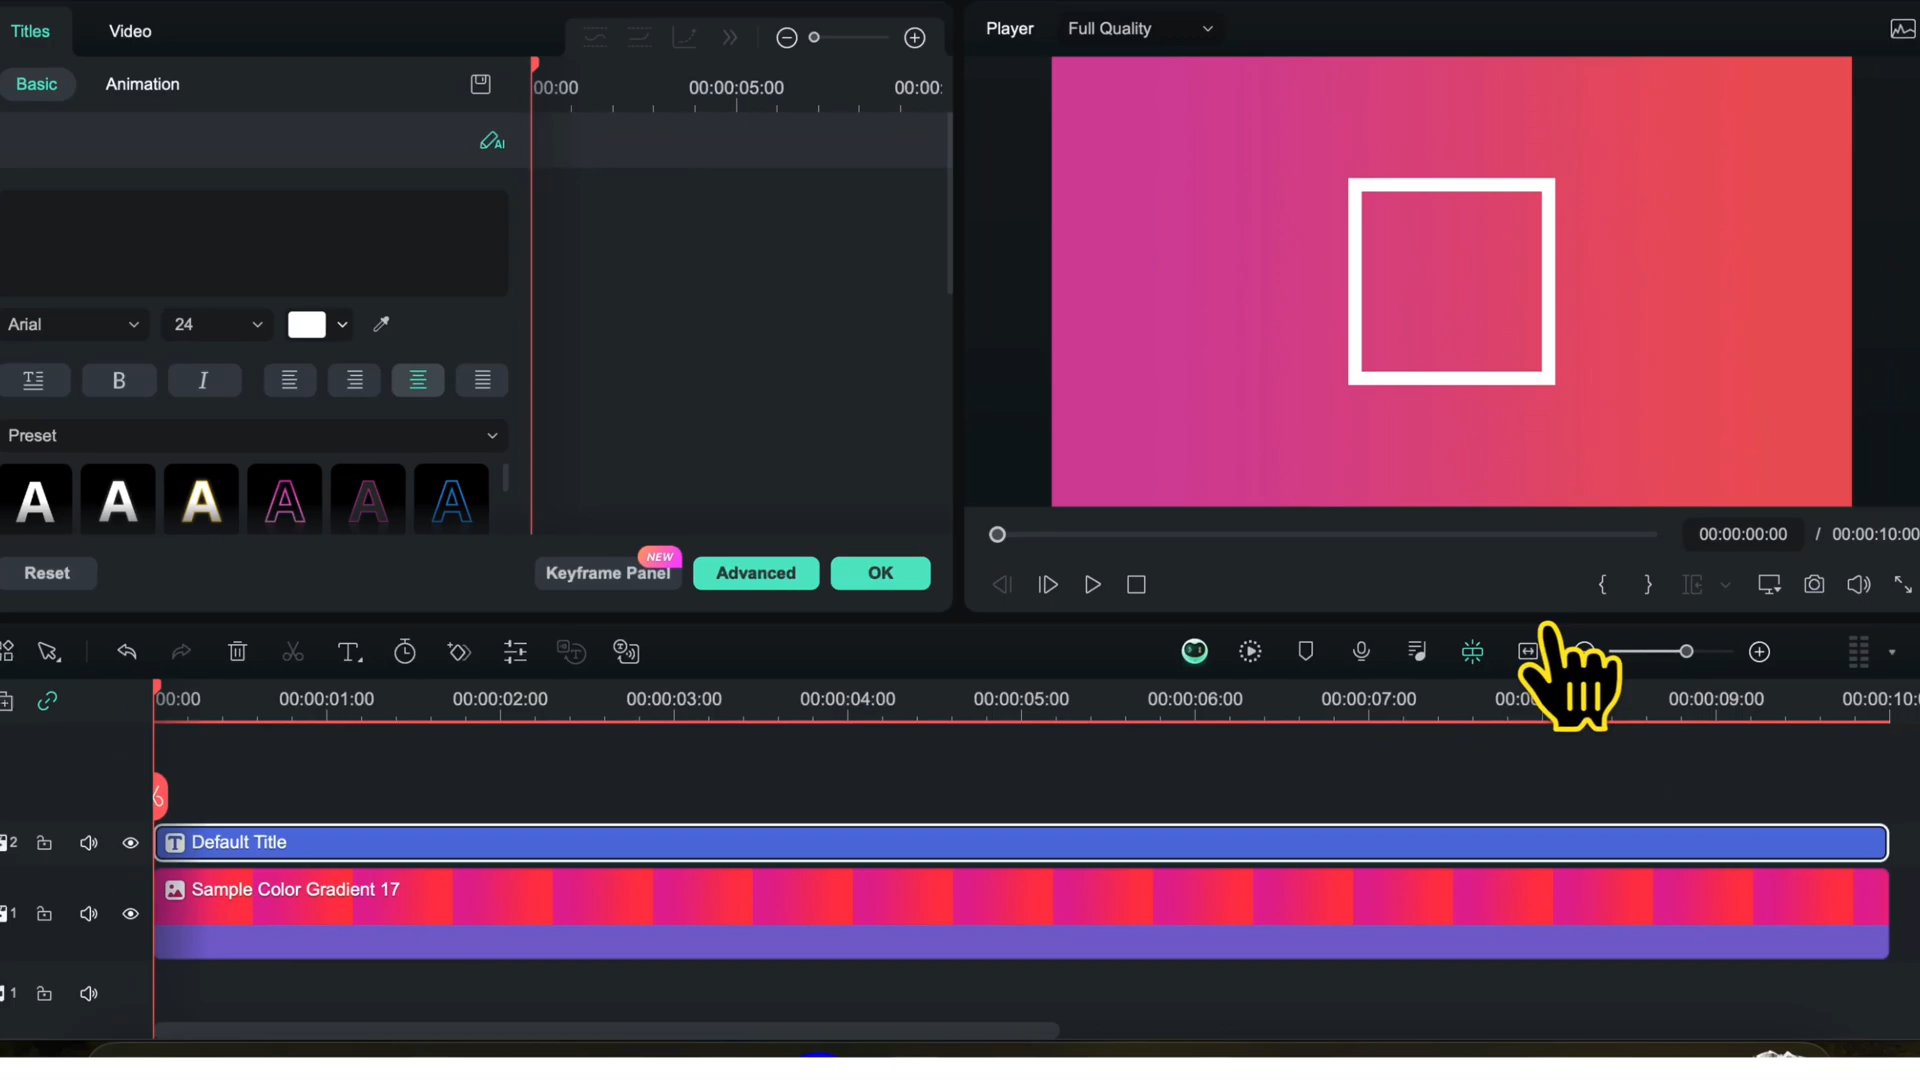 Titles
Video
Player
Full Quality
Basic
Animation
00:00
00:00:05:00
00:00:
AI
Arial
24
B
I
Preset
A A A A A A
00:00:00:00 / 00:00:10:00
NEW
Reset
Keyframe Panel
Advanced
OK
00:00
00:00:01:00
00:00:02:00
00:00:03:00
00:00:04:00
00:00:05:00
00:00:06:00
00:00:07:00
00:00:09:00
00:00:10:0
2
T Default Title
Sample Color Gradient 17
1
1